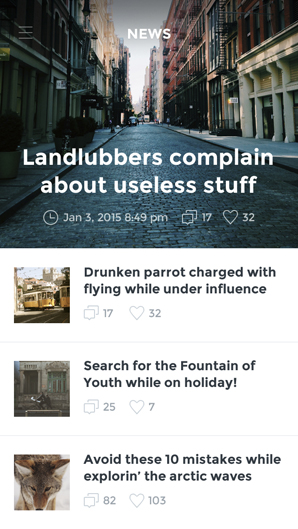 NEWS
Landlubbers complain
about useless stuff
Jan 3, 2015 8:49 pm 17 32
Drunken parrot charged with
flying while under influence
17 32
Search for the Fountain of
Youth while on holiday!
25 7
Avoid these 10 mistakes while
explorin’ the arctic waves
82 103